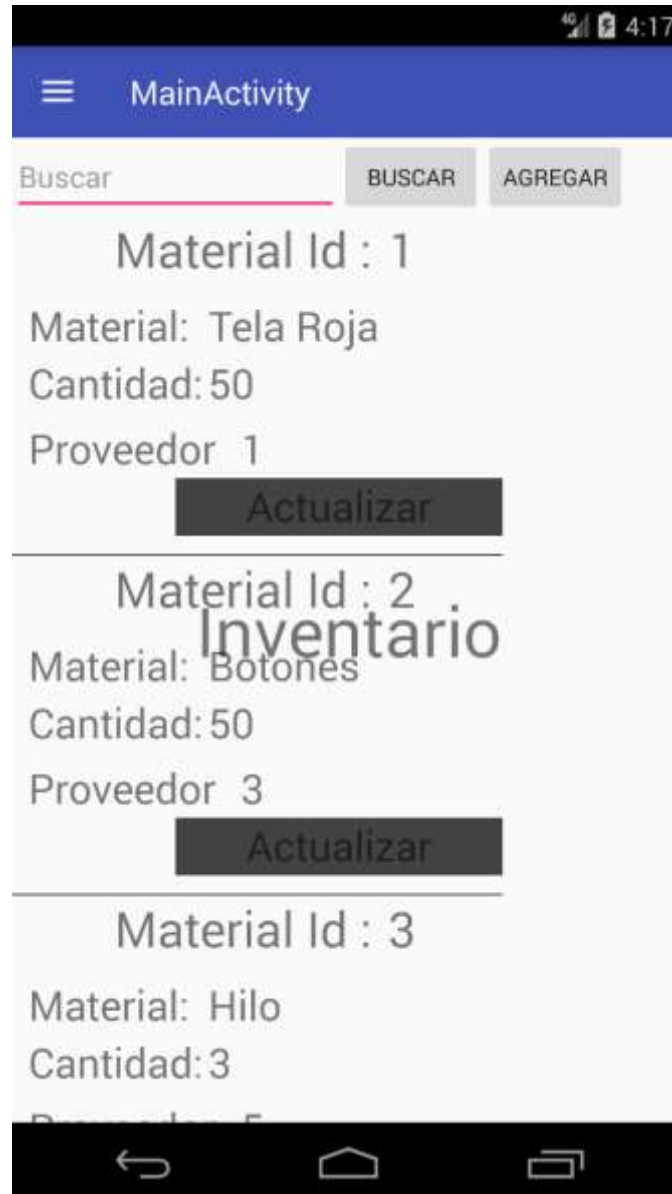 4G 4:17
MainActivity
Buscar BUSCAR AGREGAR
Material Id : 1
Material: Tela Roja
Cantidad: 50
Proveedor 1
Actualizar
Material Id : 2
Inventario
Material: Botones
Cantidad: 50
Proveedor 3
Actualizar
Material Id : 3
Material: Hilo
Cantidad: 3